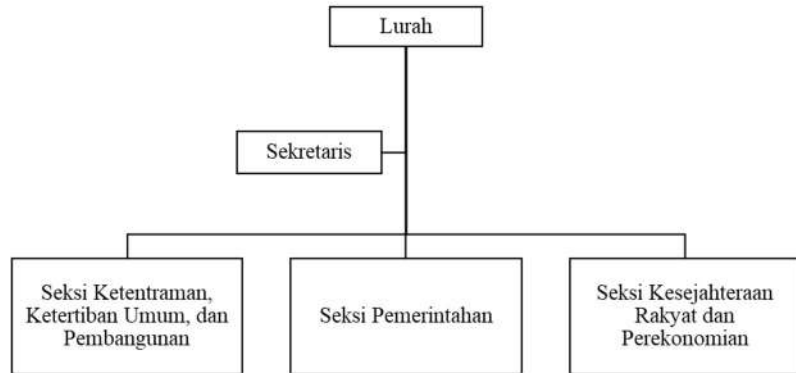 Lurah
Sekretaris
Seksi Ketentraman,
Ketertiban Umum, dan
Pembangunan
Seksi Pemerintahan
Seksi Kesejahteraan
Rakyat dan
Perekonomian